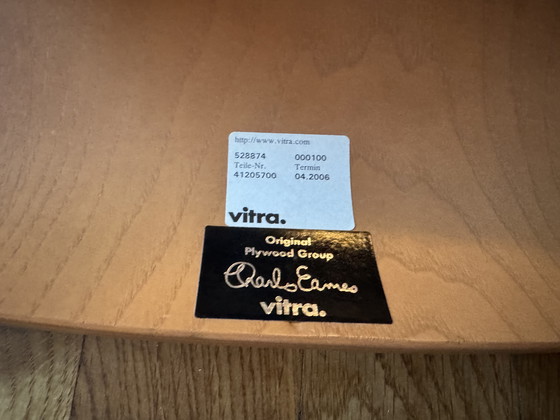 http://www.vitra.com
528874 000100
Teile-Nr. Termin
41205700 04.2006
vitra.
Original
Plywood Group
Charles Eames
vitra.